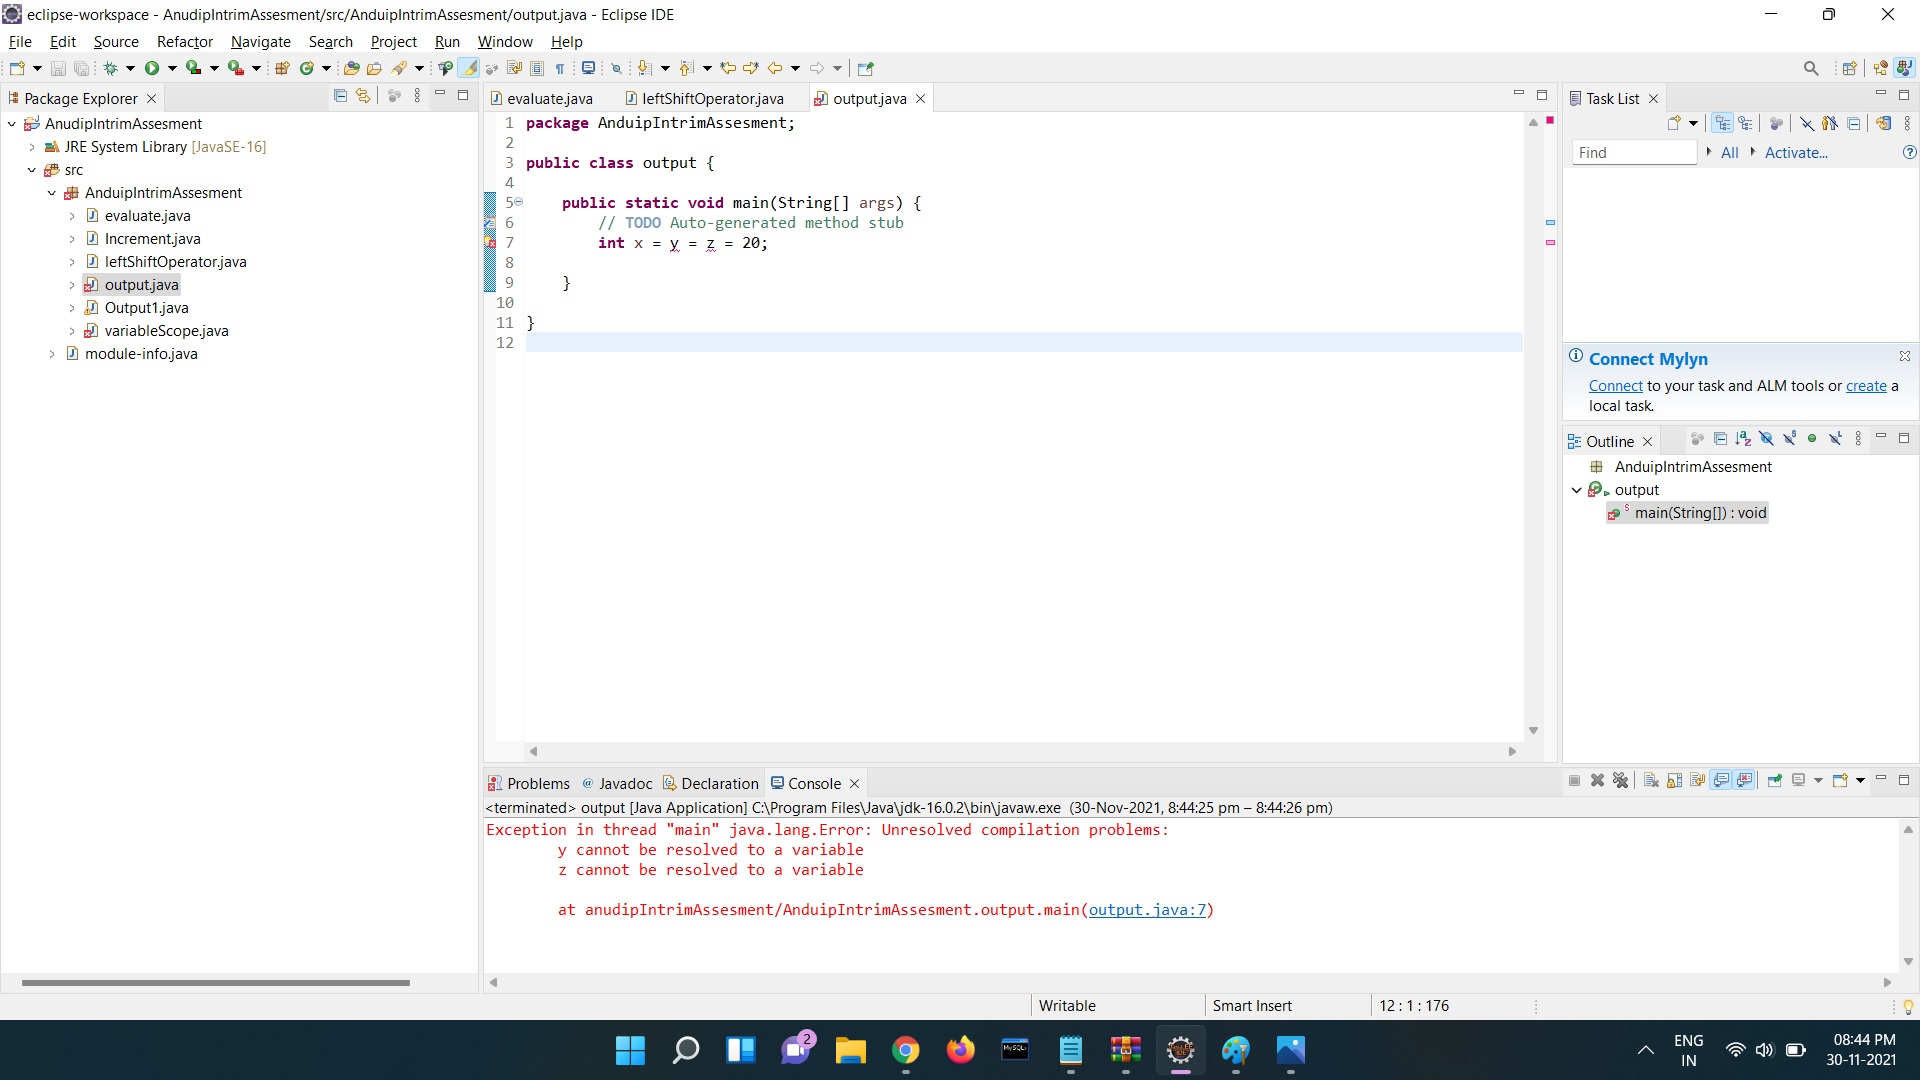 eclipse-workspace - AnudipIntrimAssesment/src/AnduipIntrimAssesment/output.java - Eclipse IDE
File Edit Source Refactor Navigate Search Project Run Window Help
Package Explorer
AnudipIntrimAssesment
JRE System Library [JavaSE-16]
src
AnduipIntrimAssesment
evaluate.java
Increment.java
leftShiftOperator.java
output.java
Output1.java
variableScope.java
module-info.java
evaluate.java leftShiftOperator.java output.java
1 package AnduipIntrimAssesment;
2
3 public class output {
4
5 public static void main(String[] args) {
6 // TODO Auto-generated method stub
7 int x = y = z = 20;
8
9 }
10
11 }
12
Task List
Find All Activate...
Connect Mylyn
Connect to your task and ALM tools or create a
local task.
Outline
AnduipIntrimAssesment
output
main(String[]) : void
Problems Javadoc Declaration Console
<terminated> output [Java Application] C:\Program Files\Java\jdk-16.0.2\bin\javaw.exe (30-Nov-2021, 8:44:25 pm – 8:44:26 pm)
Exception in thread "main" java.lang.Error: Unresolved compilation problems:
y cannot be resolved to a variable
z cannot be resolved to a variable
at anudipIntrimAssesment/AnduipIntrimAssesment.output.main(output.java:7)
Writable Smart Insert 12 : 1 : 176
2
MySQL
ENG
IN
08:44 PM
30-11-2021